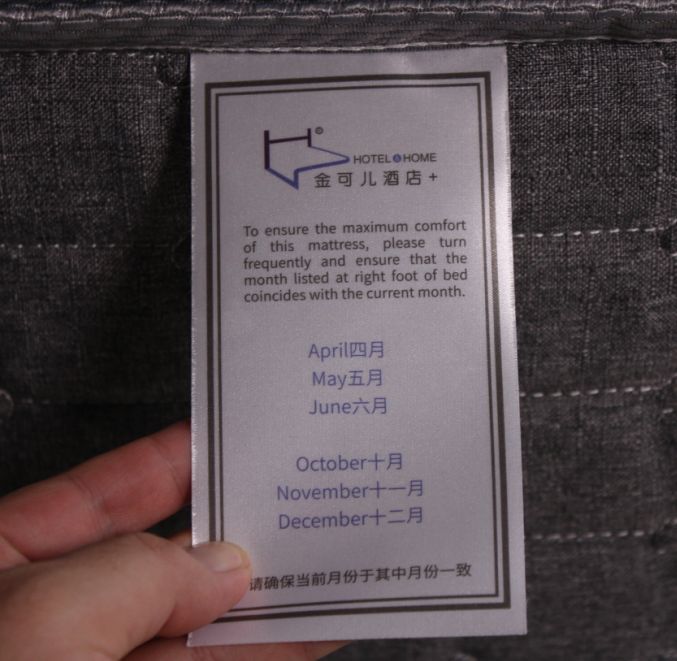 ®
HOTEL&HOME
金可儿酒店+
To ensure the maximum comfort
of this mattress, please turn
frequently and ensure that the
month listed at right foot of bed
coincides with the current month.
April四月
May五月
June六月
October十月
November十一月
December十二月
请确保当前月份于其中月份一致